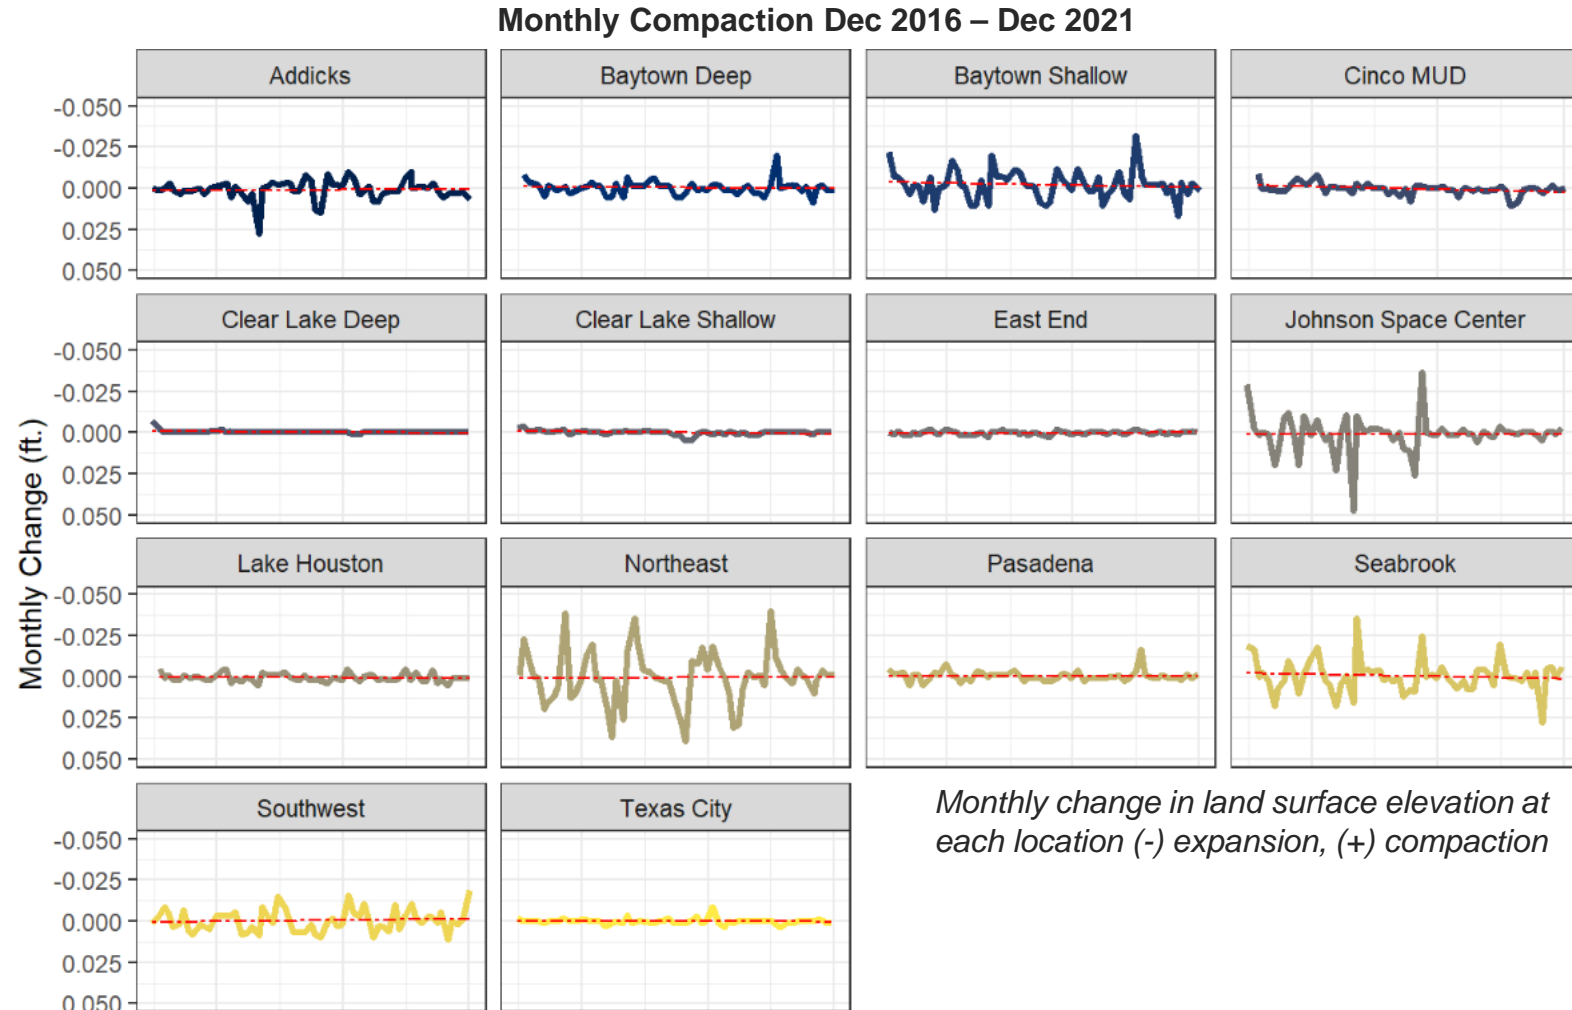 Monthly Compaction Dec 2016 – Dec 2021
Addicks
Baytown Deep
Baytown Shallow
Cinco MUD
-0.050
-0.025
0.000
0.025
0.050
Clear Lake Deep
Clear Lake Shallow
East End
Johnson Space Center
-0.050
-0.025
0.000
0.025
0.050
Monthly Change (ft.)
Lake Houston
Northeast
Pasadena
Seabrook
-0.050
-0.025
0.000
0.025
0.050
Southwest
Texas City
Monthly change in land surface elevation at
each location (-) expansion, (+) compaction
-0.050
-0.025
0.000
0.025
0.050